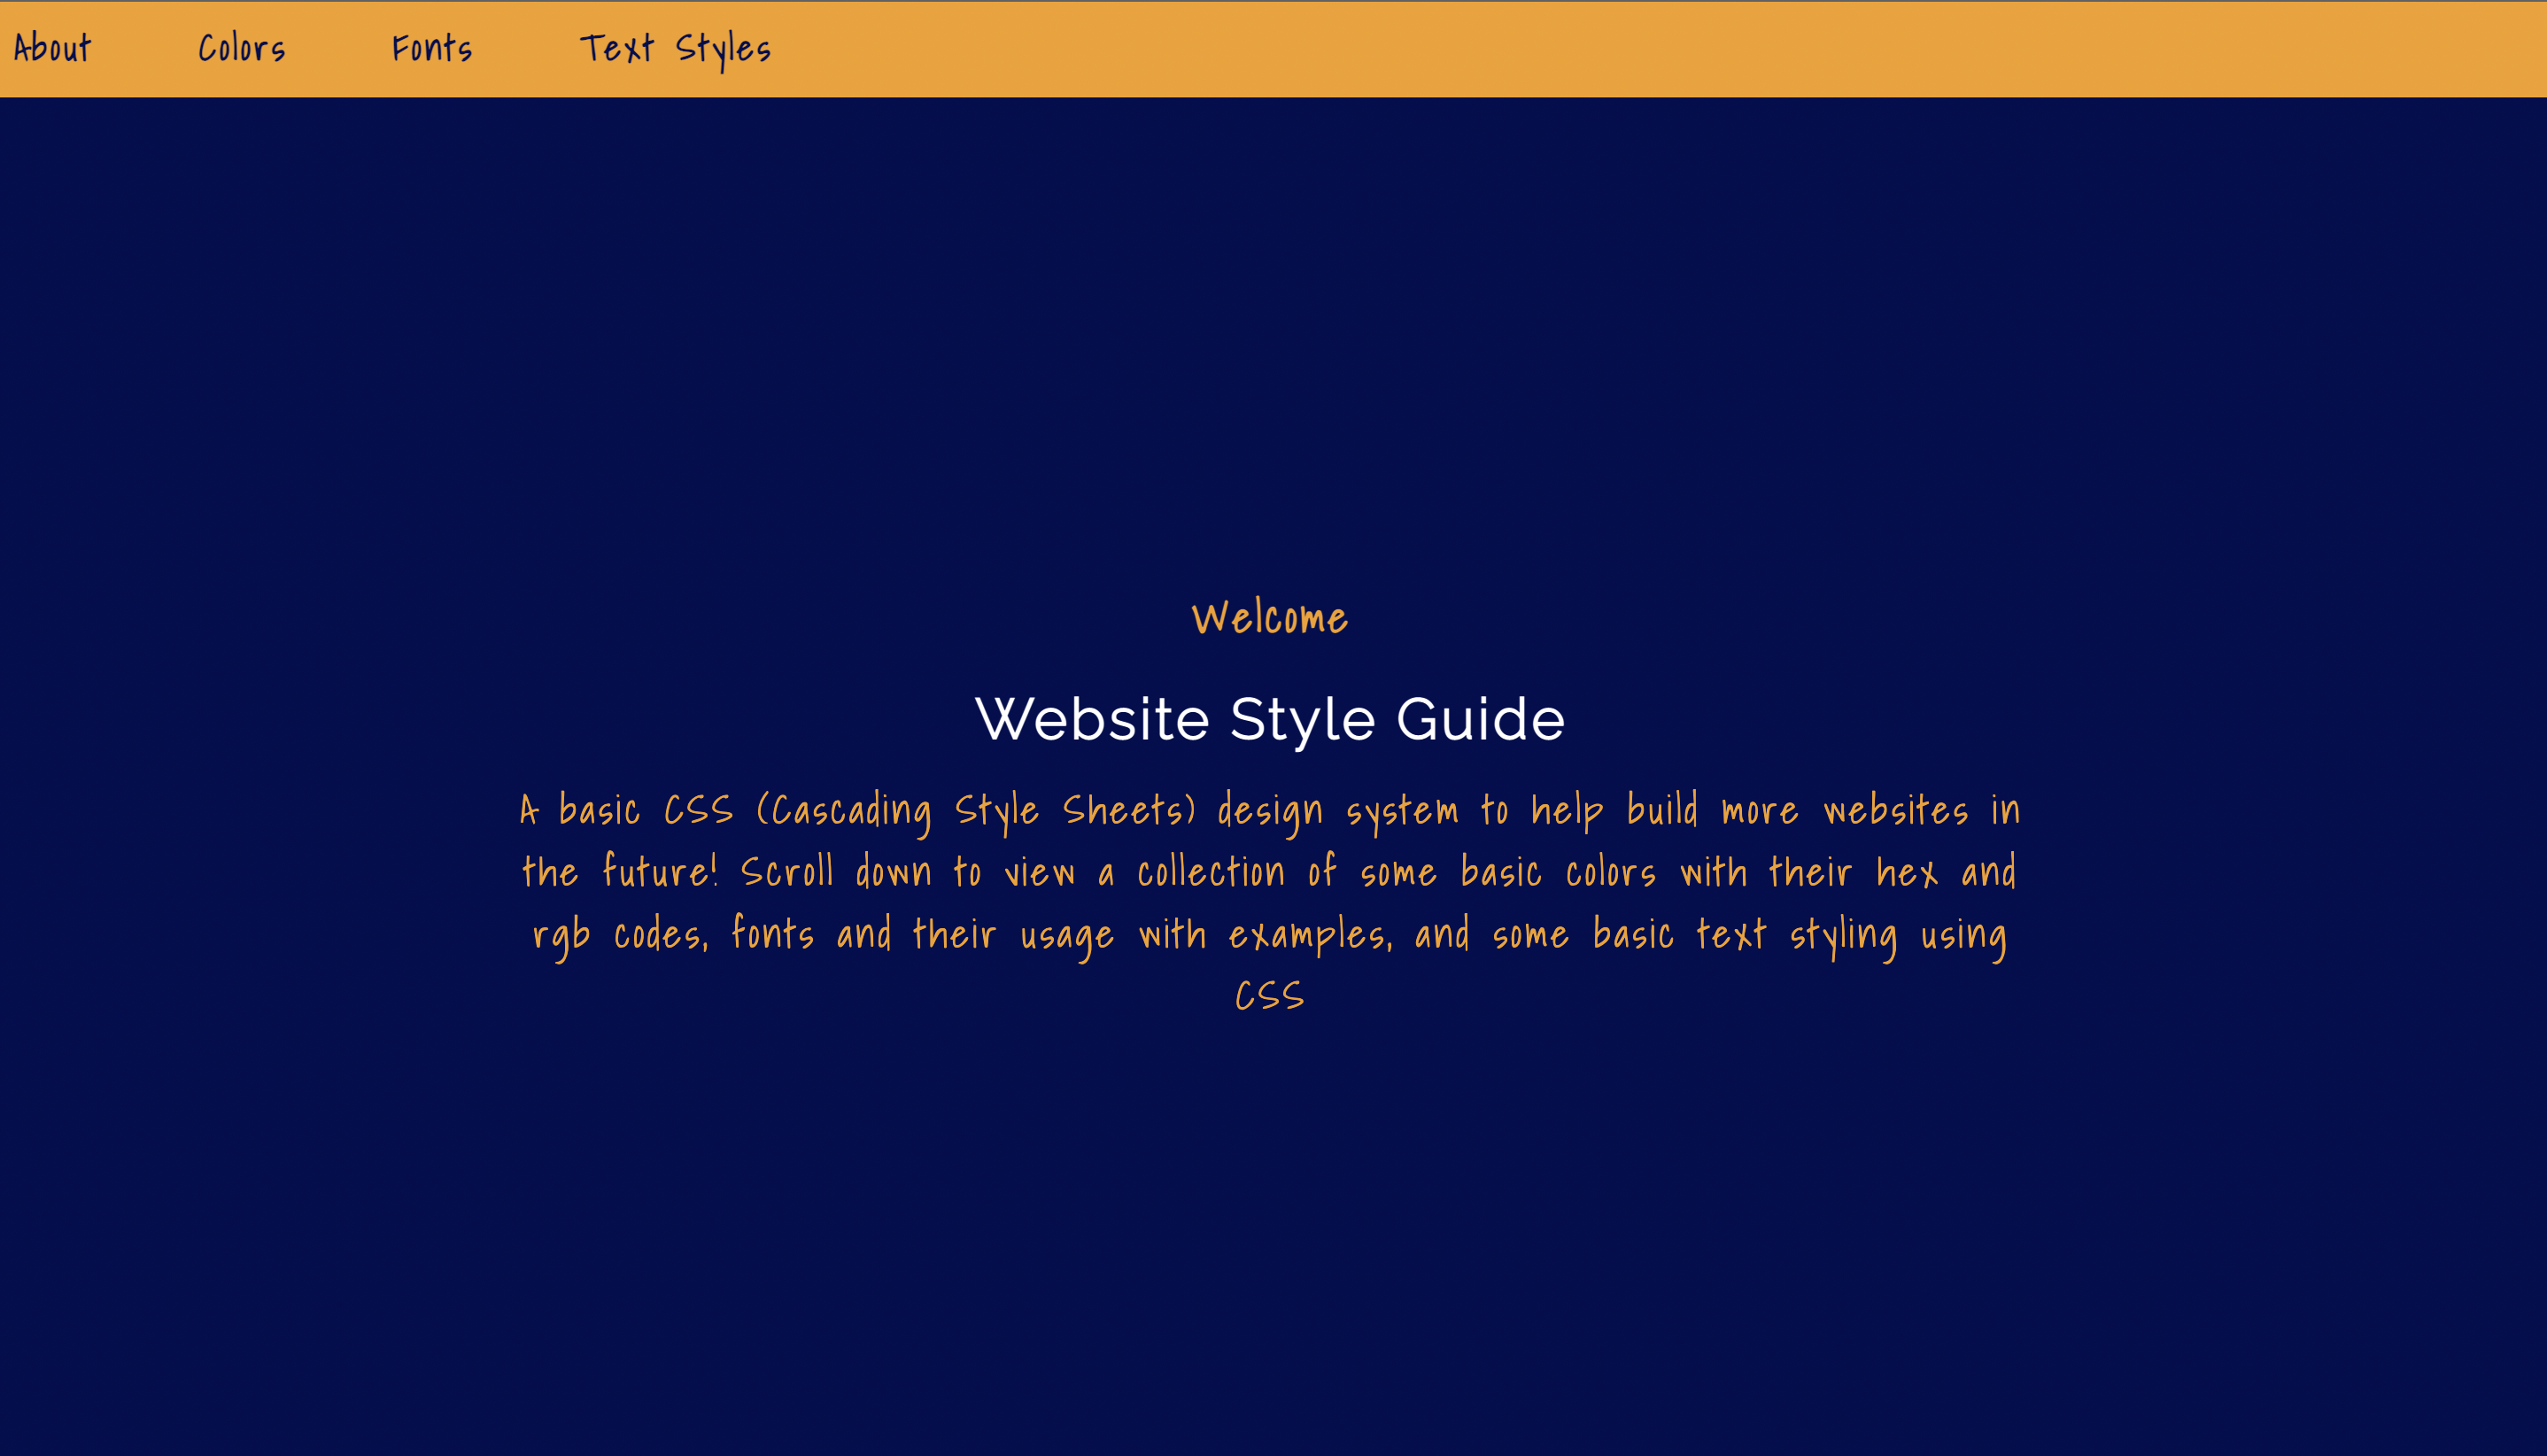 About Colors Fonts Text Styles
Welcome
Website Style Guide
A basic CSS (Cascading Style Sheets) design system to help build more websites in
the future! Scroll down to view a collection of some basic colors with their hex and
rgb codes, fonts and their usage with examples, and some basic text styling using
CSS